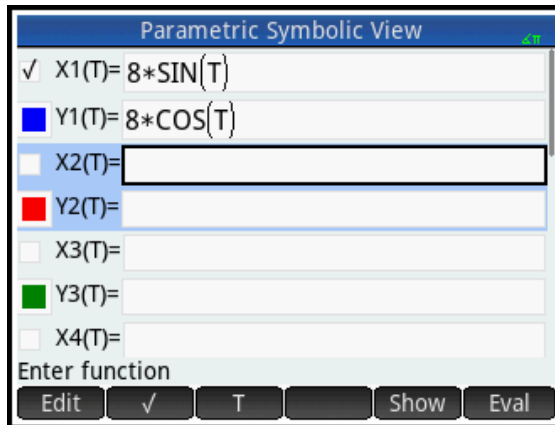 Parametric Symbolic View
∡π
√ X1(T)= 8*SIN(T)
Y1(T)= 8*COS(T)
X2(T)=
Y2(T)=
X3(T)=
Y3(T)=
X4(T)=
Enter function
Edit √ T Show Eval